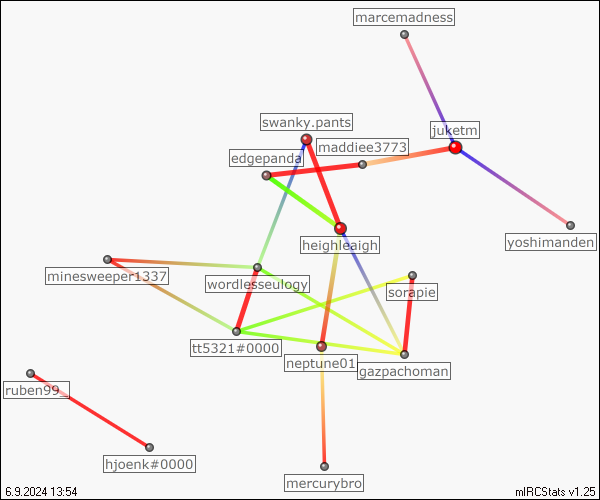 marcemadness
swanky.pants
juketm
maddiee3773
edgepanda
heighleaigh
yoshimanden
minesweeper1337
wordlesseulogy
sorapie
tt5321#0000
neptune01
gazpachoman
ruben99_
hjoenk#0000
mercurybro
6.9.2024 13:54
mIRCStats v1.25